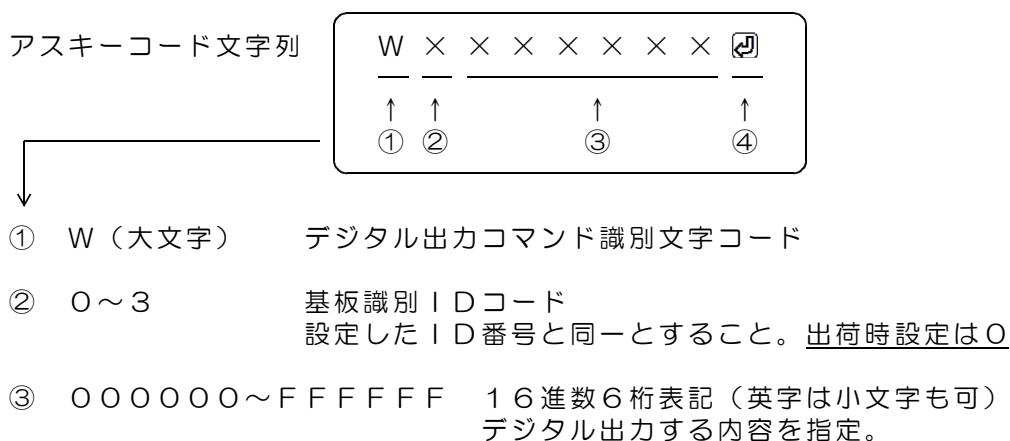 アスキーコード文字列 W × × × × × × × ⏎
↑ ↑ ↑ ↑
① ② ③ ④
① W(大文字) デジタル出力コマンド識別文字コード
② 0~3 基板識別IDコード
設定したID番号と同一とすること。出荷時設定は0
③ 000000~FFFFFF 16進数6桁表記(英字は小文字も可)
デジタル出力する内容を指定。